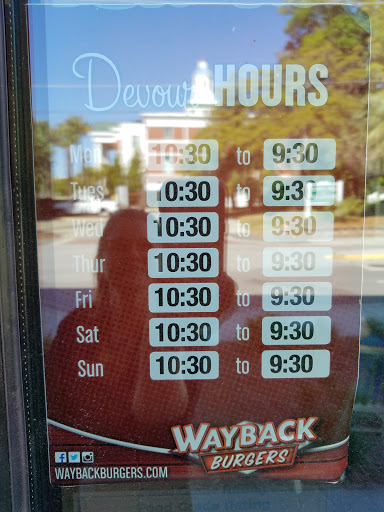 Devour HOURS
Mon 10:30 to 9:30
Tues 10:30 to 9:30
Wed 10:30 to 9:30
Thur 10:30 to 9:30
Fri 10:30 to 9:30
Sat 10:30 to 9:30
Sun 10:30 to 9:30
WAYBACK
BURGERS
WAYBACKBURGERS.COM